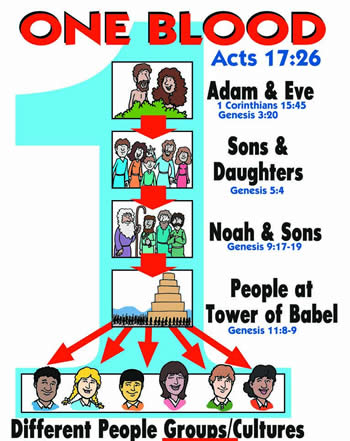 ONE BLOOD
Acts 17:26
Adam & Eve
1 Corinthians 15:45
Genesis 3:20
Sons &
Daughters
Genesis 5:4
Noah & Sons
Genesis 9:17-19
People at
Tower of Babel
Genesis 11:8-9
Different People Groups/Cultures